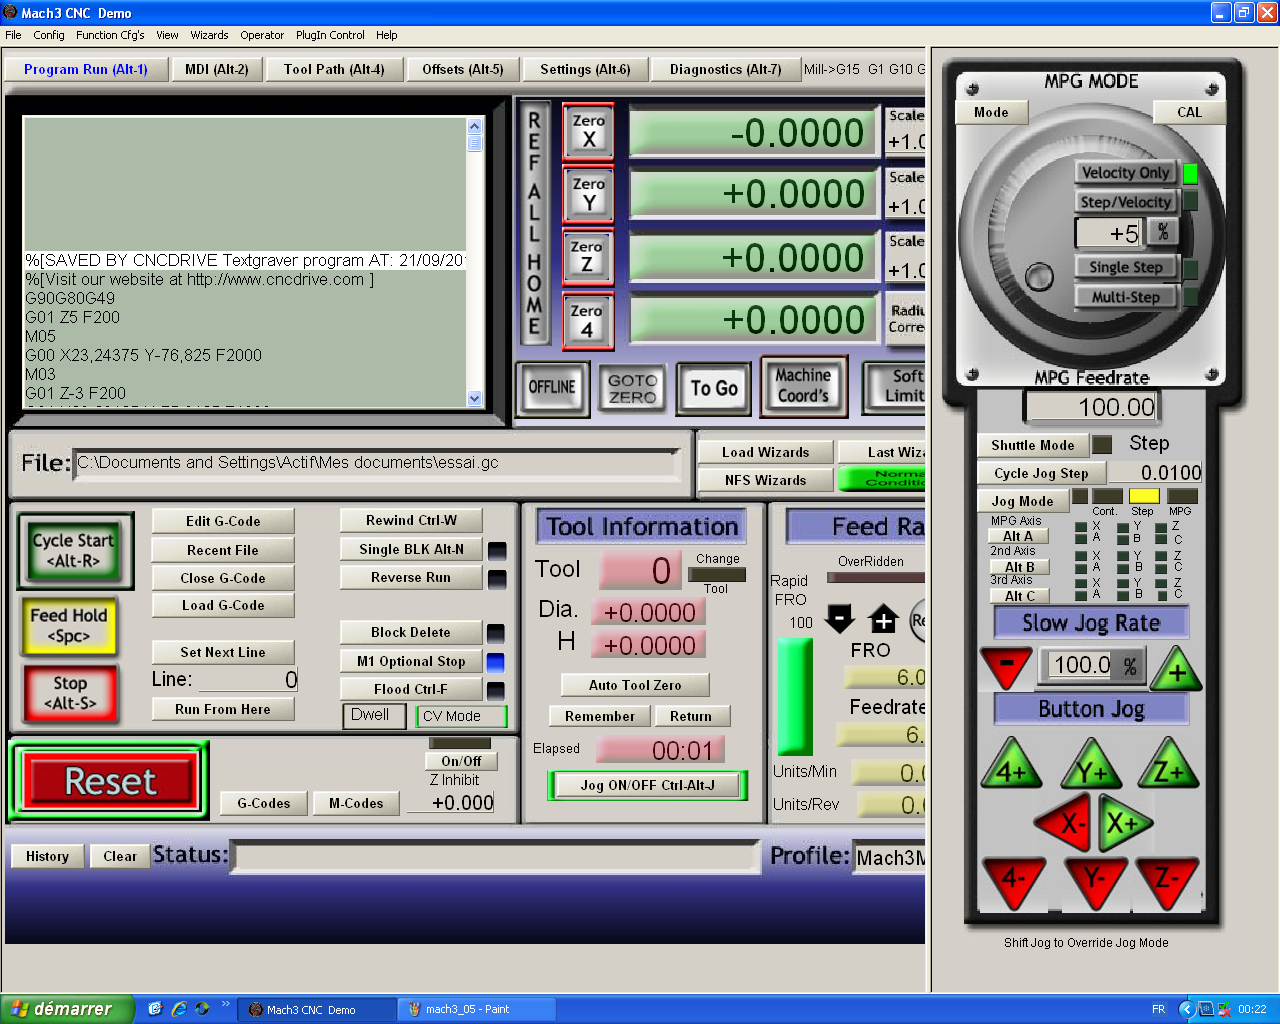 Mach3 CNC  Demo
File Config Function Cfg's View Wizards Operator PlugIn Control Help
Program Run (Alt-1) MDI (Alt-2) Tool Path (Alt-4) Offsets (Alt-5) Settings (Alt-6) Diagnostics (Alt-7) Mill->G15  G1 G10 G
REF ALL HOME
Zero X -0.0000 Scale +1.0
Zero Y +0.0000 Scale +1.0
Zero Z +0.0000 Scale +1.0
Zero 4 +0.0000 Radiu Correc
OFFLINE GOTO ZERO To Go Machine Coord's Soft Limit
%[SAVED BY CNCDRIVE Textgraver program AT: 21/09/201
%[Visit our website at http://www.cncdrive.com ]
G90G80G49
G01 Z5 F200
M05
G00 X23,24375 Y-76,825 F2000
M03
G01 Z-3 F200
File: C:\Documents and Settings\Actif\Mes documents\essai.gc
Load Wizards Last Wiza
NFS Wizards Norma Conditio
Cycle Start <Alt-R>
Feed Hold <Spc>
Stop <Alt-S>
Edit G-Code
Recent File
Close G-Code
Load G-Code
Set Next Line
Line: 0
Run From Here
Rewind Ctrl-W
Single BLK Alt-N
Reverse Run
Block Delete
M1 Optional Stop
Flood Ctrl-F
Dwell CV Mode
Reset
G-Codes M-Codes
On/Off
Z Inhibit
+0.000
Tool Information
Tool 0 Change Tool
Dia. +0.0000
H +0.0000
Auto Tool Zero
Remember Return
Elapsed 00:01
Jog ON/OFF Ctrl-Alt-J
Feed Ra
OverRidden
Rapid FRO
100
- + Re
FRO
6.0
Feedrate
6.
Units/Min 0.0
Units/Rev 0.0
History Clear Status: Profile: Mach3M
MPG MODE
Mode CAL
Velocity Only
Step/Velocity
+5 %
Single Step
Multi-Step
MPG Feedrate
100.00
Shuttle Mode Step
Cycle Jog Step 0.0100
Jog Mode Cont. Step MPG
MPG Axis
Alt A X A Y B Z C
2nd Axis
Alt B X A Y B Z C
3rd Axis
Alt C X A Y B Z C
Slow Jog Rate
- 100.0 % +
Button Jog
4+ Y+ Z+
X- X+
4- Y- Z-
Shift Jog to Override Jog Mode
démarrer » Mach3 CNC  Demo mach3_05 - Paint FR 00:22